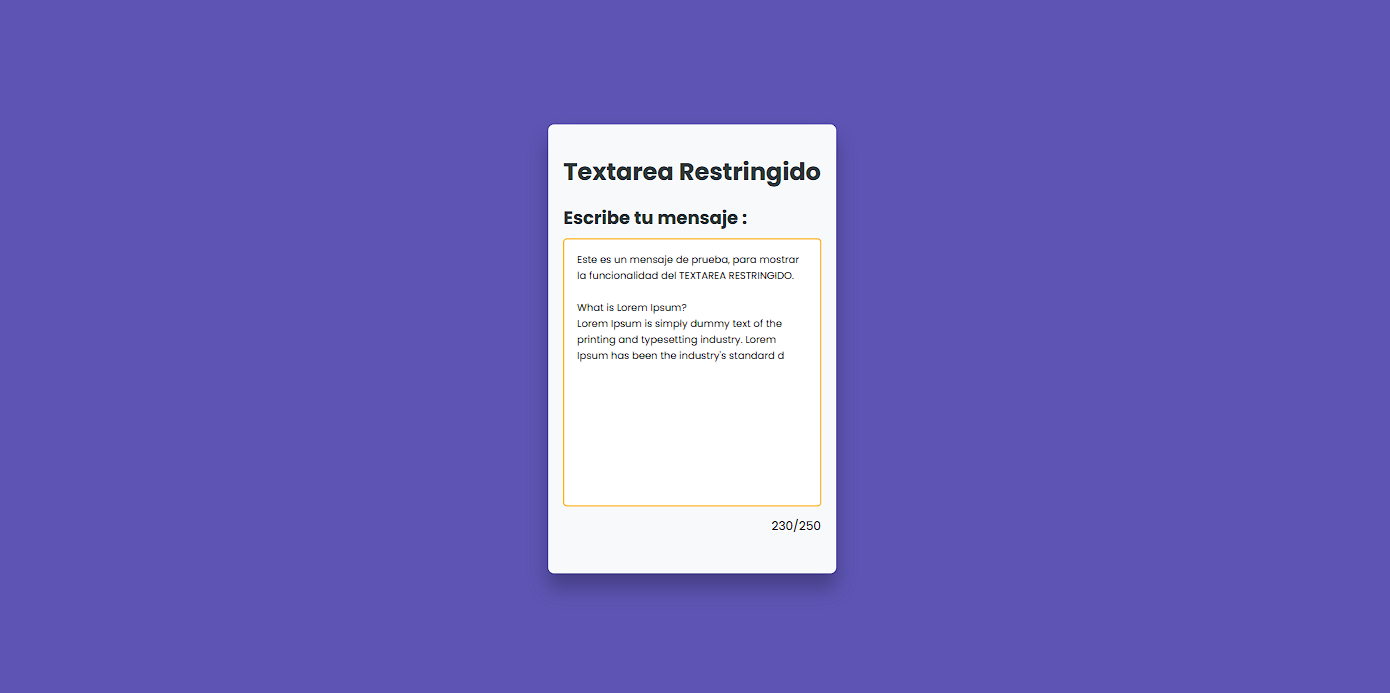 Textarea Restringido
Escribe tu mensaje :
Este es un mensaje de prueba, para mostrar
la funcionalidad del TEXTAREA RESTRINGIDO.
What is Lorem Ipsum?
Lorem Ipsum is simply dummy text of the
printing and typesetting industry. Lorem
Ipsum has been the industry's standard d
230/250